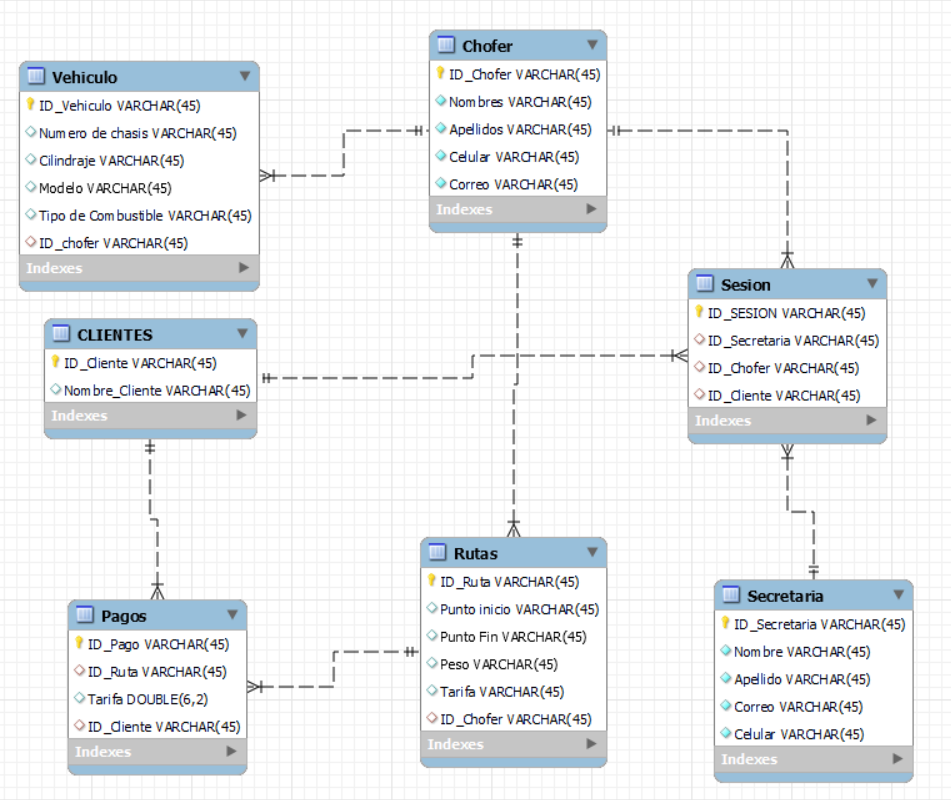 Vehiculo
ID_Vehiculo VARCHAR(45)
Numero de chasis VARCHAR(45)
Cilindraje VARCHAR(45)
Modelo VARCHAR(45)
Tipo de Combustible VARCHAR(45)
ID_chofer VARCHAR(45)
Indexes
Chofer
ID_Chofer VARCHAR(45)
Nombres VARCHAR(45)
Apellidos VARCHAR(45)
Celular VARCHAR(45)
Correo VARCHAR(45)
Indexes
Sesion
ID_SESION VARCHAR(45)
ID_Secretaria VARCHAR(45)
ID_Chofer VARCHAR(45)
ID_Cliente VARCHAR(45)
Indexes
CLIENTES
ID_Cliente VARCHAR(45)
Nombre_Cliente VARCHAR(45)
Indexes
Pagos
ID_Pago VARCHAR(45)
ID_Ruta VARCHAR(45)
Tarifa DOUBLE(6,2)
ID_Cliente VARCHAR(45)
Indexes
Rutas
ID_Ruta VARCHAR(45)
Punto inicio VARCHAR(45)
Punto Fin VARCHAR(45)
Peso VARCHAR(45)
Tarifa VARCHAR(45)
ID_Chofer VARCHAR(45)
Indexes
Secretaria
ID_Secretaria VARCHAR(45)
Nombre VARCHAR(45)
Apellido VARCHAR(45)
Correo VARCHAR(45)
Celular VARCHAR(45)
Indexes